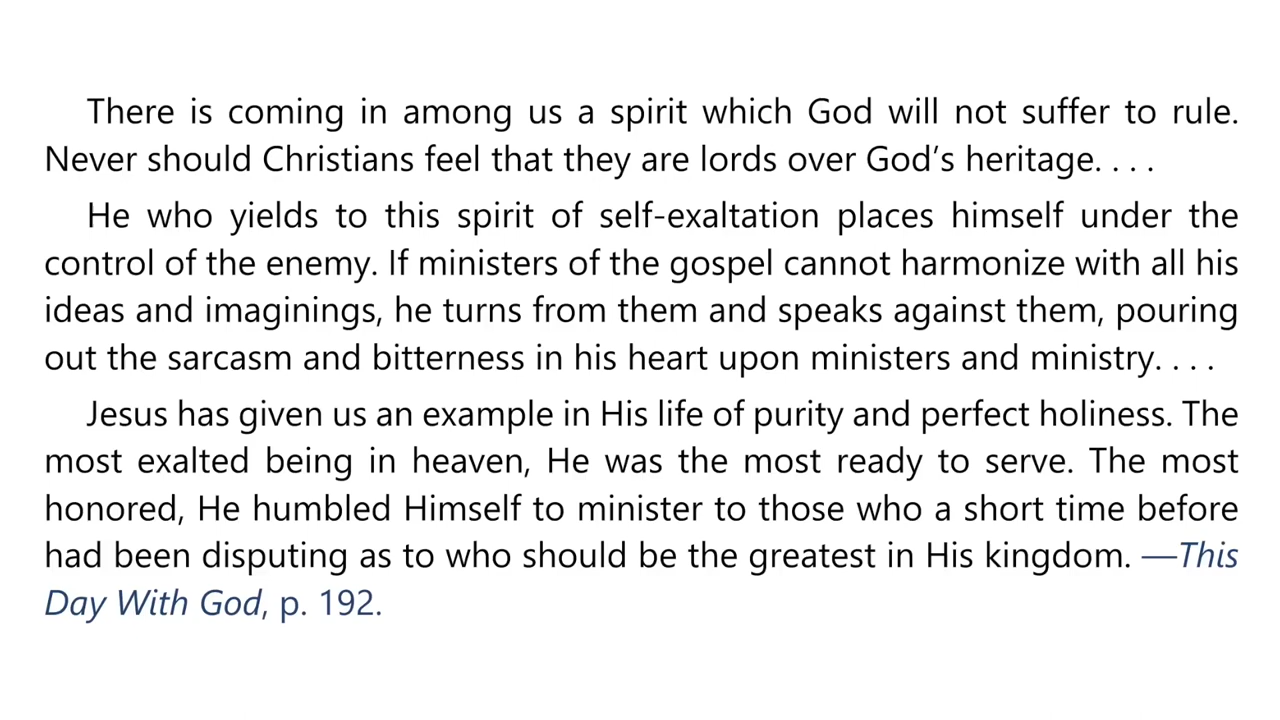 There is coming in among us a spirit which God will not suffer to rule.
Never should Christians feel that they are lords over God’s heritage. . . .
He who yields to this spirit of self-exaltation places himself under the
control of the enemy. If ministers of the gospel cannot harmonize with all his
ideas and imaginings, he turns from them and speaks against them, pouring
out the sarcasm and bitterness in his heart upon ministers and ministry. . . .
Jesus has given us an example in His life of purity and perfect holiness. The
most exalted being in heaven, He was the most ready to serve. The most
honored, He humbled Himself to minister to those who a short time before
had been disputing as to who should be the greatest in His kingdom. —This
Day With God, p. 192.